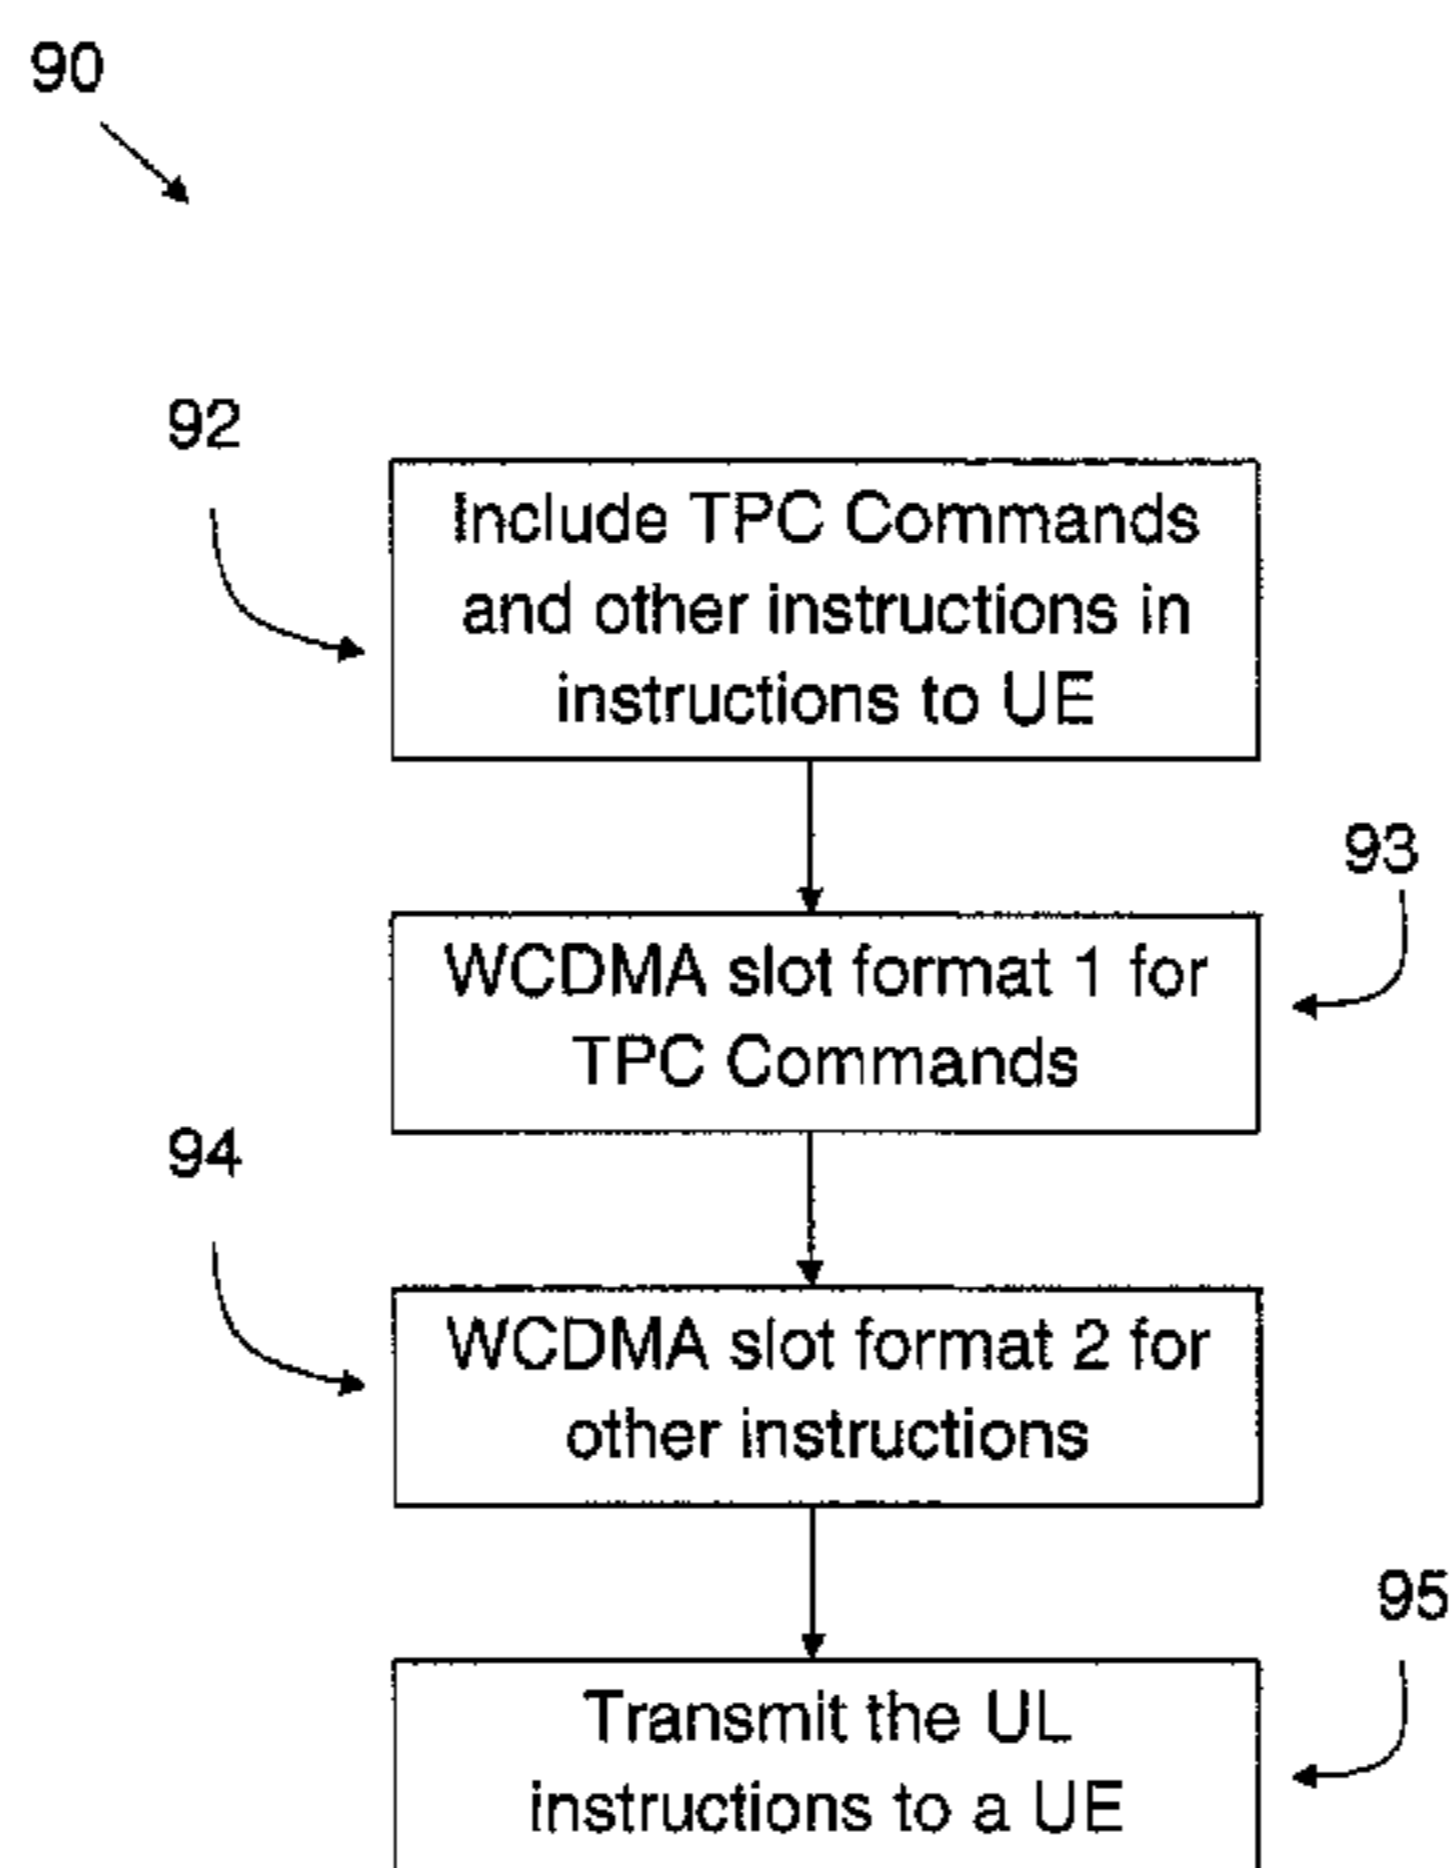 90
92
Include TPC Commands
and other instructions in
instructions to UE
93
WCDMA slot format 1 for
TPC Commands
94
WCDMA slot format 2 for
other instructions
95
Transmit the UL
instructions to a UE